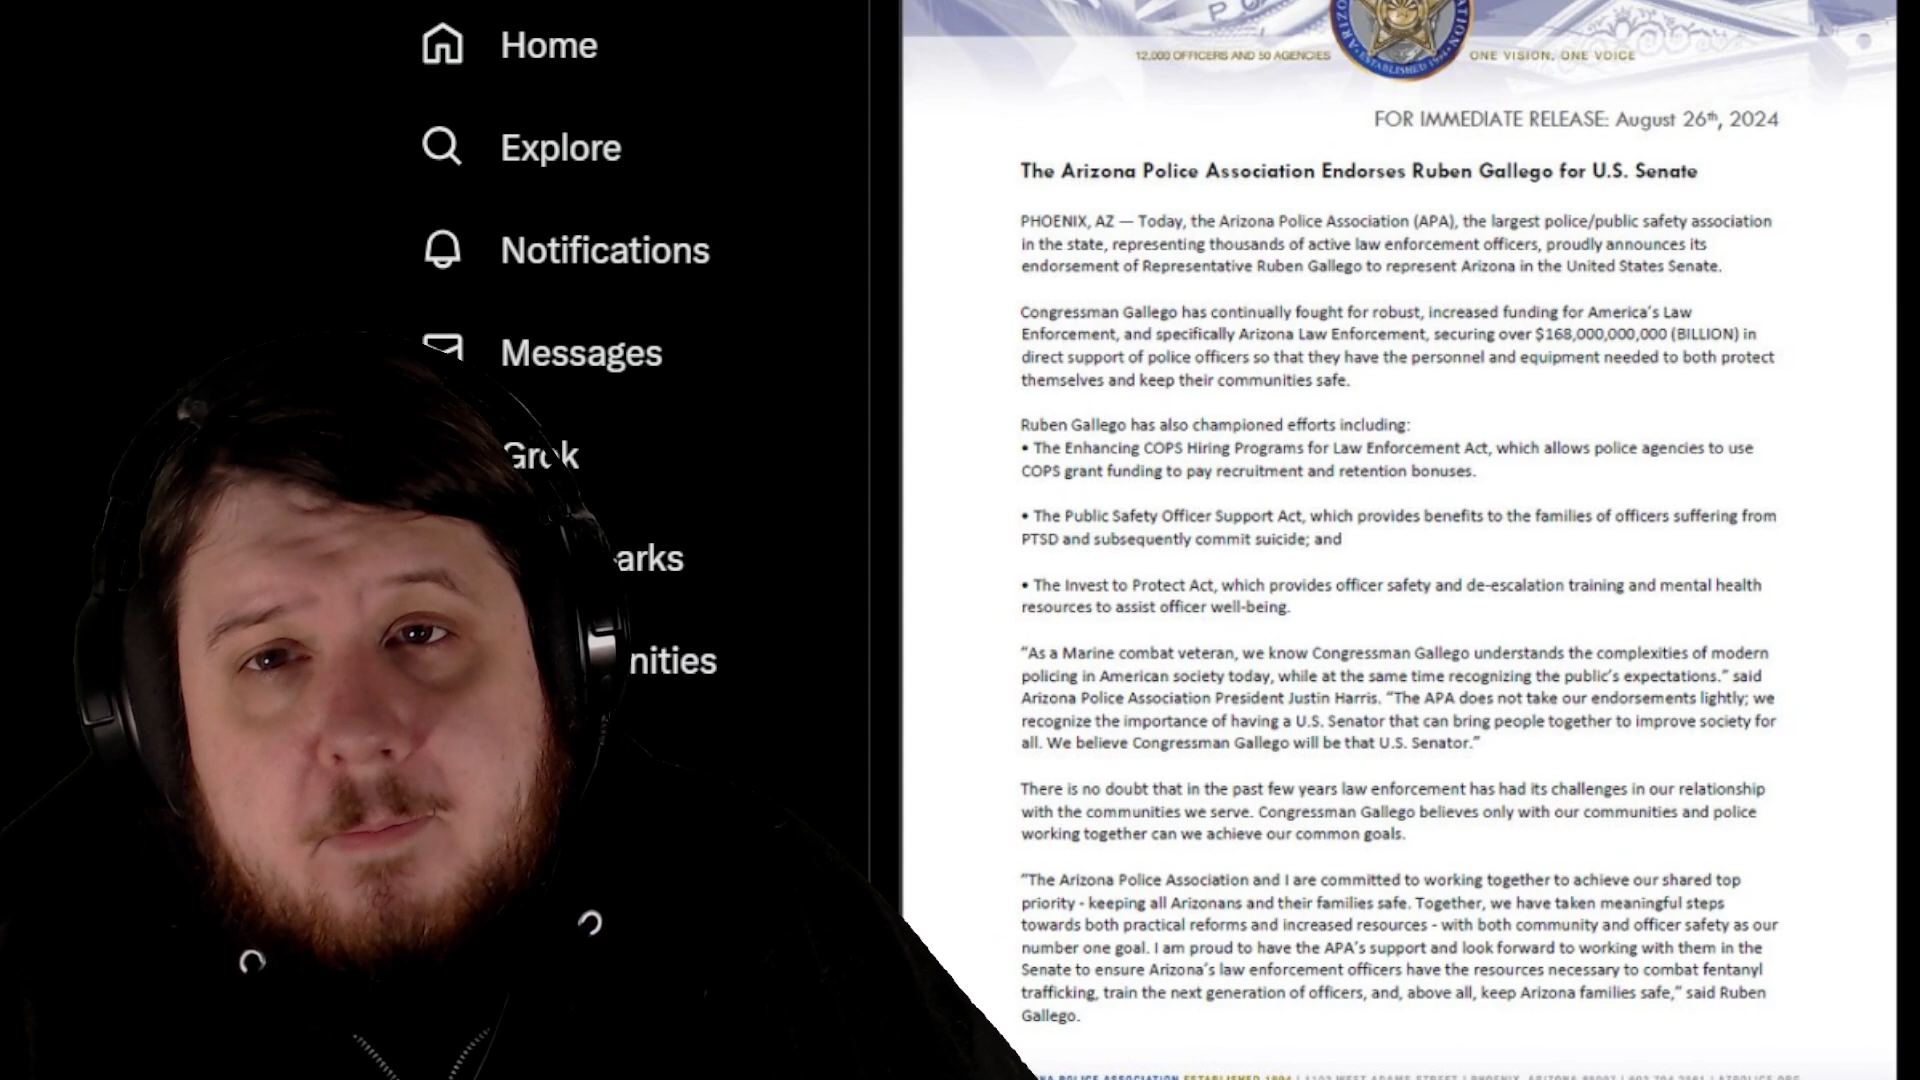 Home
Explore
Notifications
Messages
Grok
arks
nities
12,000 OFFICERS AND 50 AGENCIES
ESTABLISHED 1994
ONE VISION, ONE VOICE
FOR IMMEDIATE RELEASE: August 26th, 2024
The Arizona Police Association Endorses Ruben Gallego for U.S. Senate
PHOENIX, AZ — Today, the Arizona Police Association (APA), the largest police/public safety association
in the state, representing thousands of active law enforcement officers, proudly announces its
endorsement of Representative Ruben Gallego to represent Arizona in the United States Senate.
Congressman Gallego has continually fought for robust, increased funding for America's Law
Enforcement, and specifically Arizona Law Enforcement, securing over $168,000,000,000 (BILLION) in
direct support of police officers so that they have the personnel and equipment needed to both protect
themselves and keep their communities safe.
Ruben Gallego has also championed efforts including:
• The Enhancing COPS Hiring Programs for Law Enforcement Act, which allows police agencies to use
COPS grant funding to pay recruitment and retention bonuses.
• The Public Safety Officer Support Act, which provides benefits to the families of officers suffering from
PTSD and subsequently commit suicide; and
• The Invest to Protect Act, which provides officer safety and de-escalation training and mental health
resources to assist officer well-being.
“As a Marine combat veteran, we know Congressman Gallego understands the complexities of modern
policing in American society today, while at the same time recognizing the public's expectations.” said
Arizona Police Association President Justin Harris. “The APA does not take our endorsements lightly; we
recognize the importance of having a U.S. Senator that can bring people together to improve society for
all. We believe Congressman Gallego will be that U.S. Senator.”
There is no doubt that in the past few years law enforcement has had its challenges in our relationship
with the communities we serve. Congressman Gallego believes only with our communities and police
working together can we achieve our common goals.
“The Arizona Police Association and I are committed to working together to achieve our shared top
priority - keeping all Arizonans and their families safe. Together, we have taken meaningful steps
towards both practical reforms and increased resources - with both community and officer safety as our
number one goal. I am proud to have the APA's support and look forward to working with them in the
Senate to ensure Arizona's law enforcement officers have the resources necessary to combat fentanyl
trafficking, train the next generation of officers, and, above all, keep Arizona families safe,” said Ruben
Gallego.
POLICE ASSOCIATION ESTABLISHED 1994